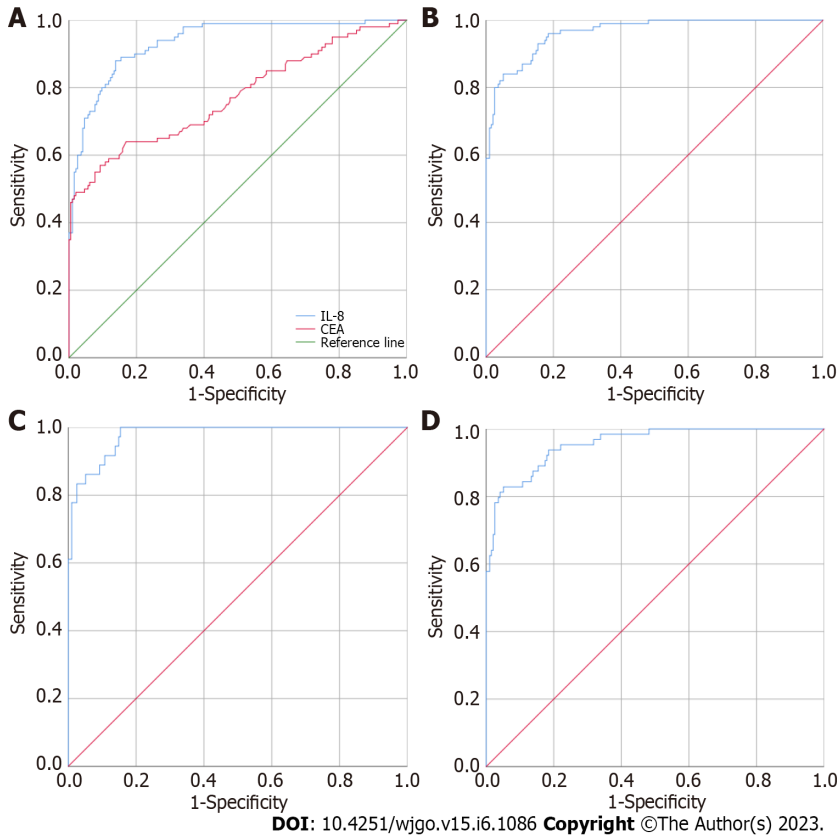 A
1.0
0.8
0.6
0.4
0.2
0.0
Sensitivity
0.0 0.2 0.4 0.6 0.8 1.0
1-Specificity
IL-8
CEA
Reference line
B
1.0
0.8
0.6
0.4
0.2
0.0
Sensitivity
0.0 0.2 0.4 0.6 0.8 1.0
1-Specificity
C
1.0
0.8
0.6
0.4
0.2
0.0
Sensitivity
0.0 0.2 0.4 0.6 0.8 1.0
1-Specificity
D
1.0
0.8
0.6
0.4
0.2
0.0
Sensitivity
0.0 0.2 0.4 0.6 0.8 1.0
1-Specificity
DOI: 10.4251/wjgo.v15.i6.1086 Copyright ©The Author(s) 2023.